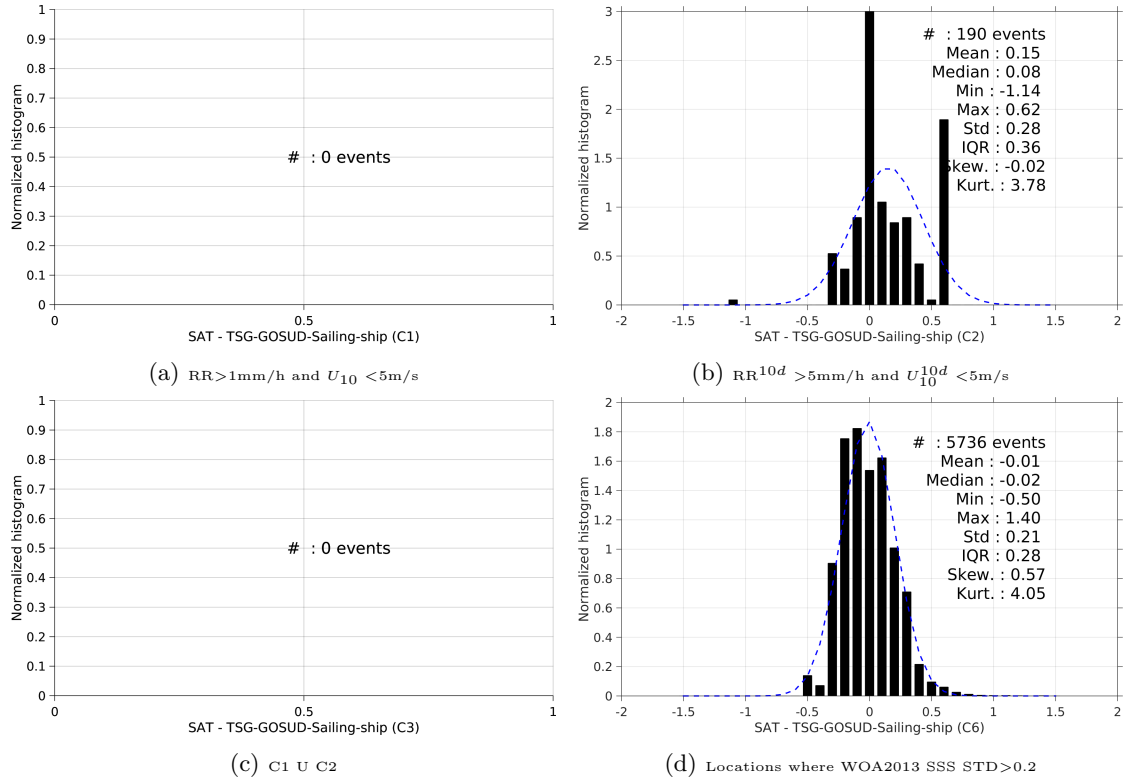 1
0.9
0.8
0.7
0.6
0.5
0.4
0.3
0.2
0.1
0
Normalized histogram
# : 0 events
0 0.5 1
SAT - TSG-GOSUD-Sailing-ship (C1)
(a) RR>1mm/h and U10 <5m/s
3
2.5
2
1.5
1
0.5
0
Normalized histogram
# : 190 events
Mean : 0.15
Median : 0.08
Min : -1.14
Max : 0.62
Std : 0.28
IQR : 0.36
Skew. : -0.02
Kurt. : 3.78
-2 -1.5 -1 -0.5 0 0.5 1 1.5 2
SAT - TSG-GOSUD-Sailing-ship (C2)
(b) RR^{10d} >5mm/h and U_{10}^{10d} <5m/s
1
0.9
0.8
0.7
0.6
0.5
0.4
0.3
0.2
0.1
0
Normalized histogram
# : 0 events
0 0.5 1
SAT - TSG-GOSUD-Sailing-ship (C3)
(c) C1 U C2
2
1.8
1.6
1.4
1.2
1
0.8
0.6
0.4
0.2
0
Normalized histogram
# : 5736 events
Mean : -0.01
Median : -0.02
Min : -0.50
Max : 1.40
Std : 0.21
IQR : 0.28
Skew. : 0.57
Kurt. : 4.05
-2 -1.5 -1 -0.5 0 0.5 1 1.5 2
SAT - TSG-GOSUD-Sailing-ship (C6)
(d) Locations where WOA2013 SSS STD>0.2